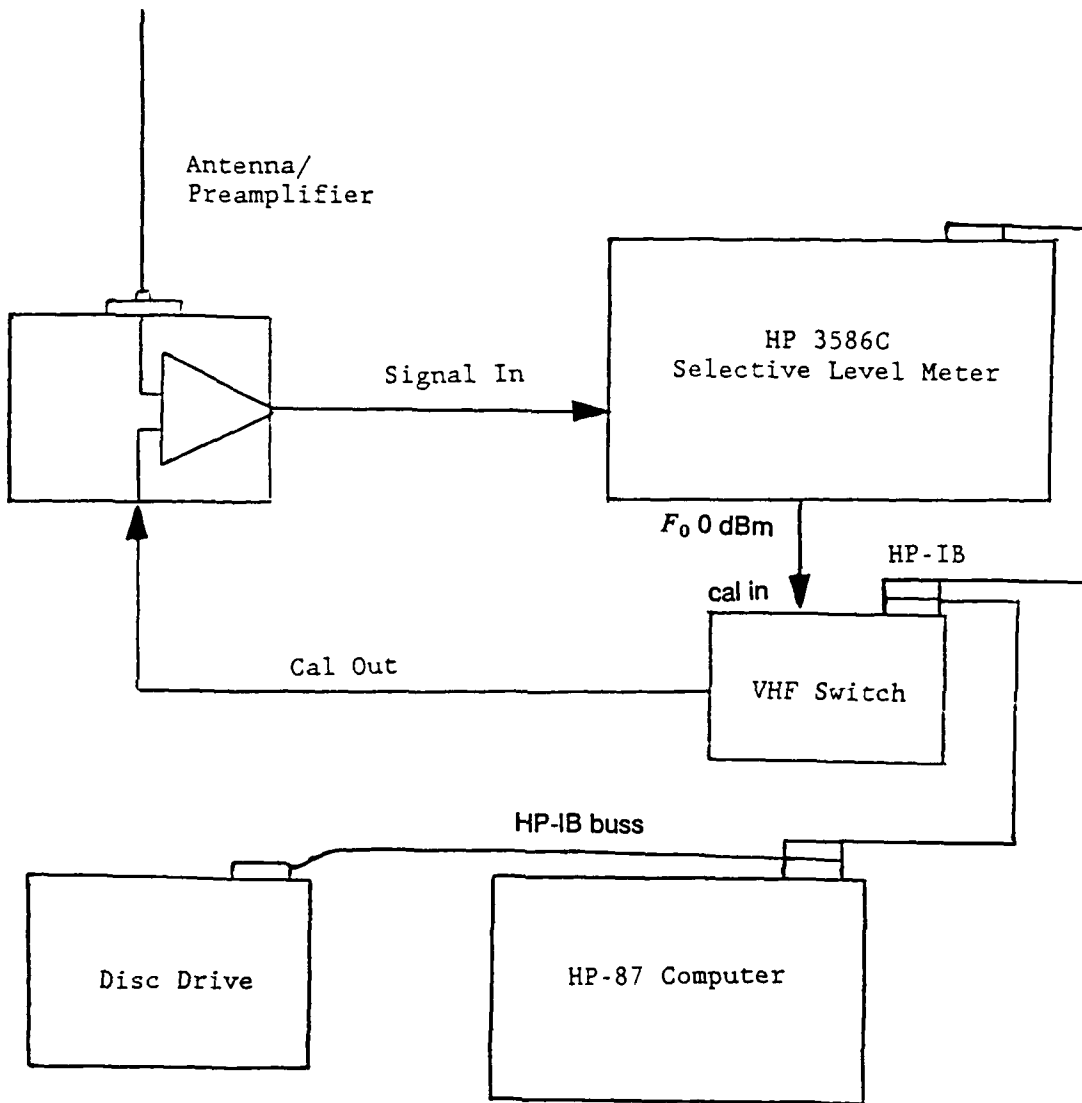 Antenna/
Preamplifier
HP 3586C
Selective Level Meter
Signal In
F₀ 0 dBm
HP-IB
cal in
Cal Out
VHF Switch
HP-IB buss
Disc Drive
HP-87 Computer